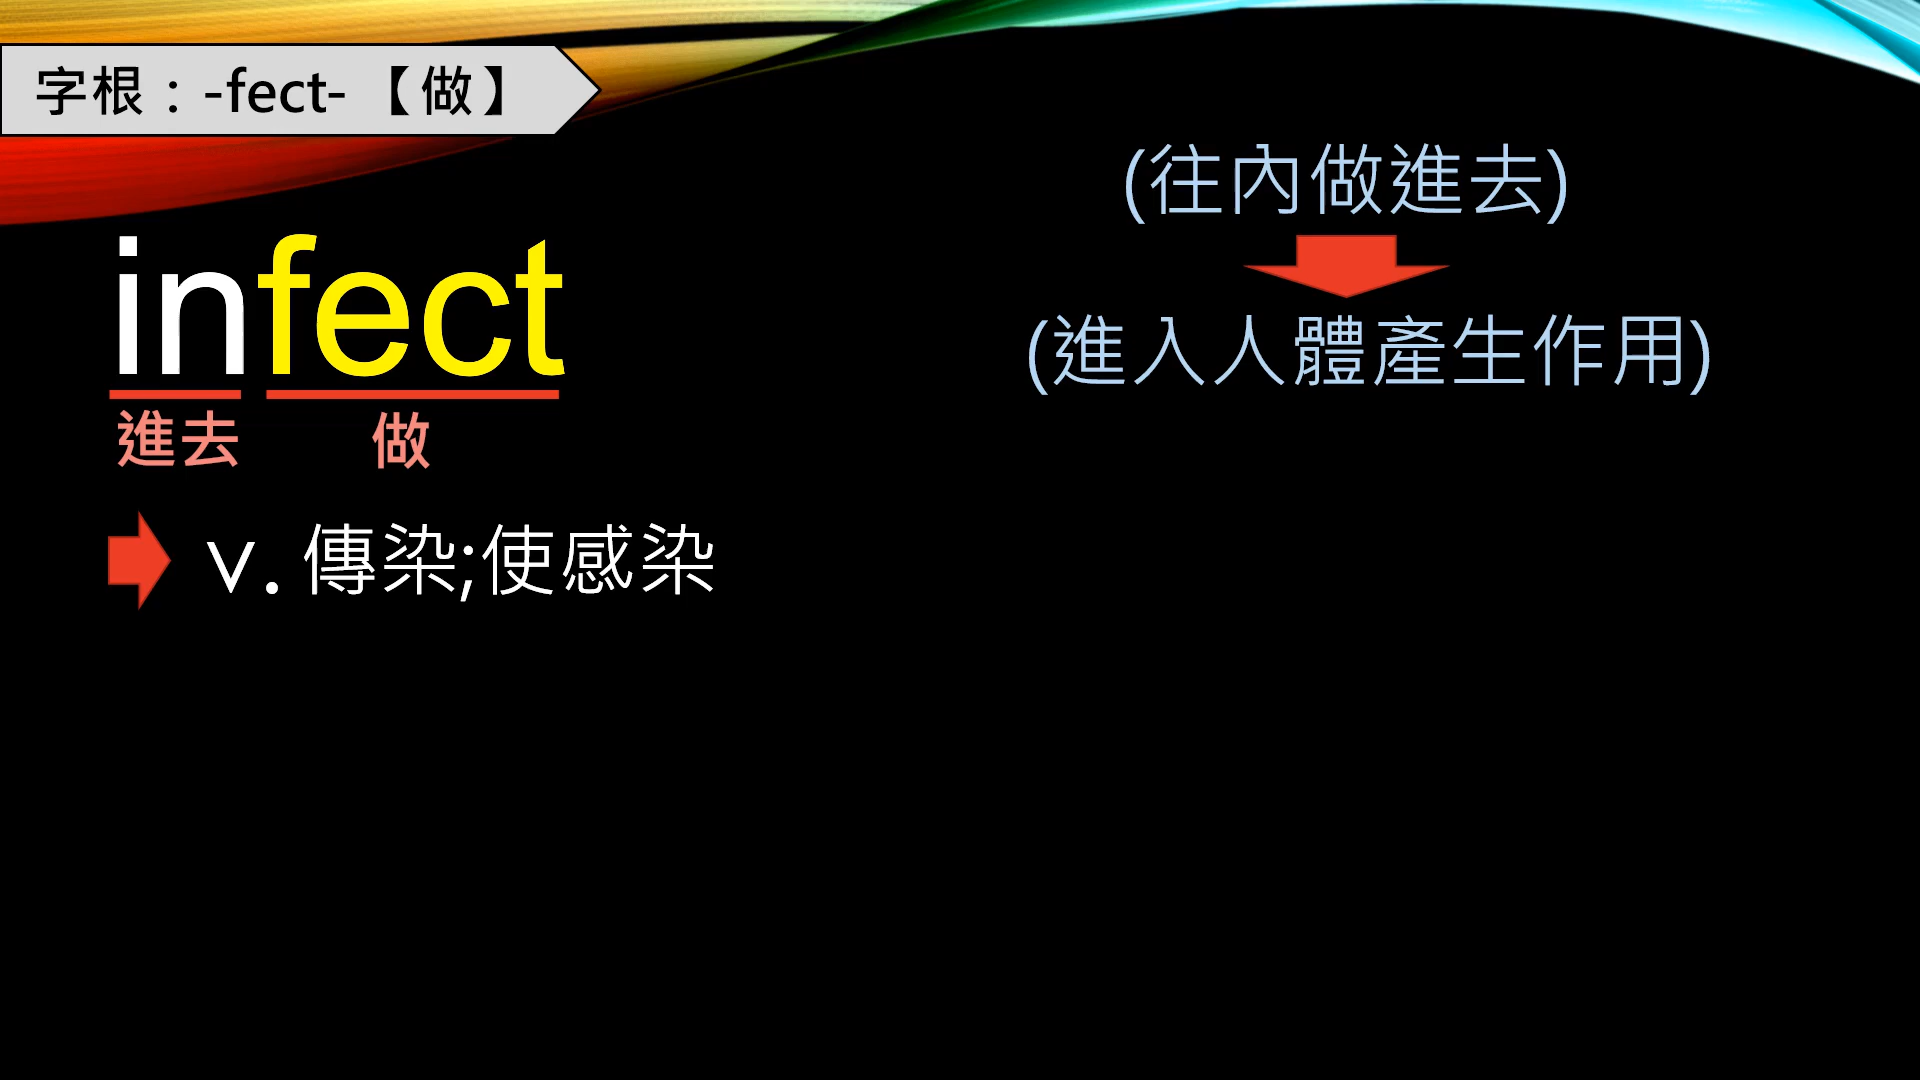 字根：-fect-【做】
infect
進去 做
v. 傳染;使感染
(往內做進去)
(進入人體產生作用)